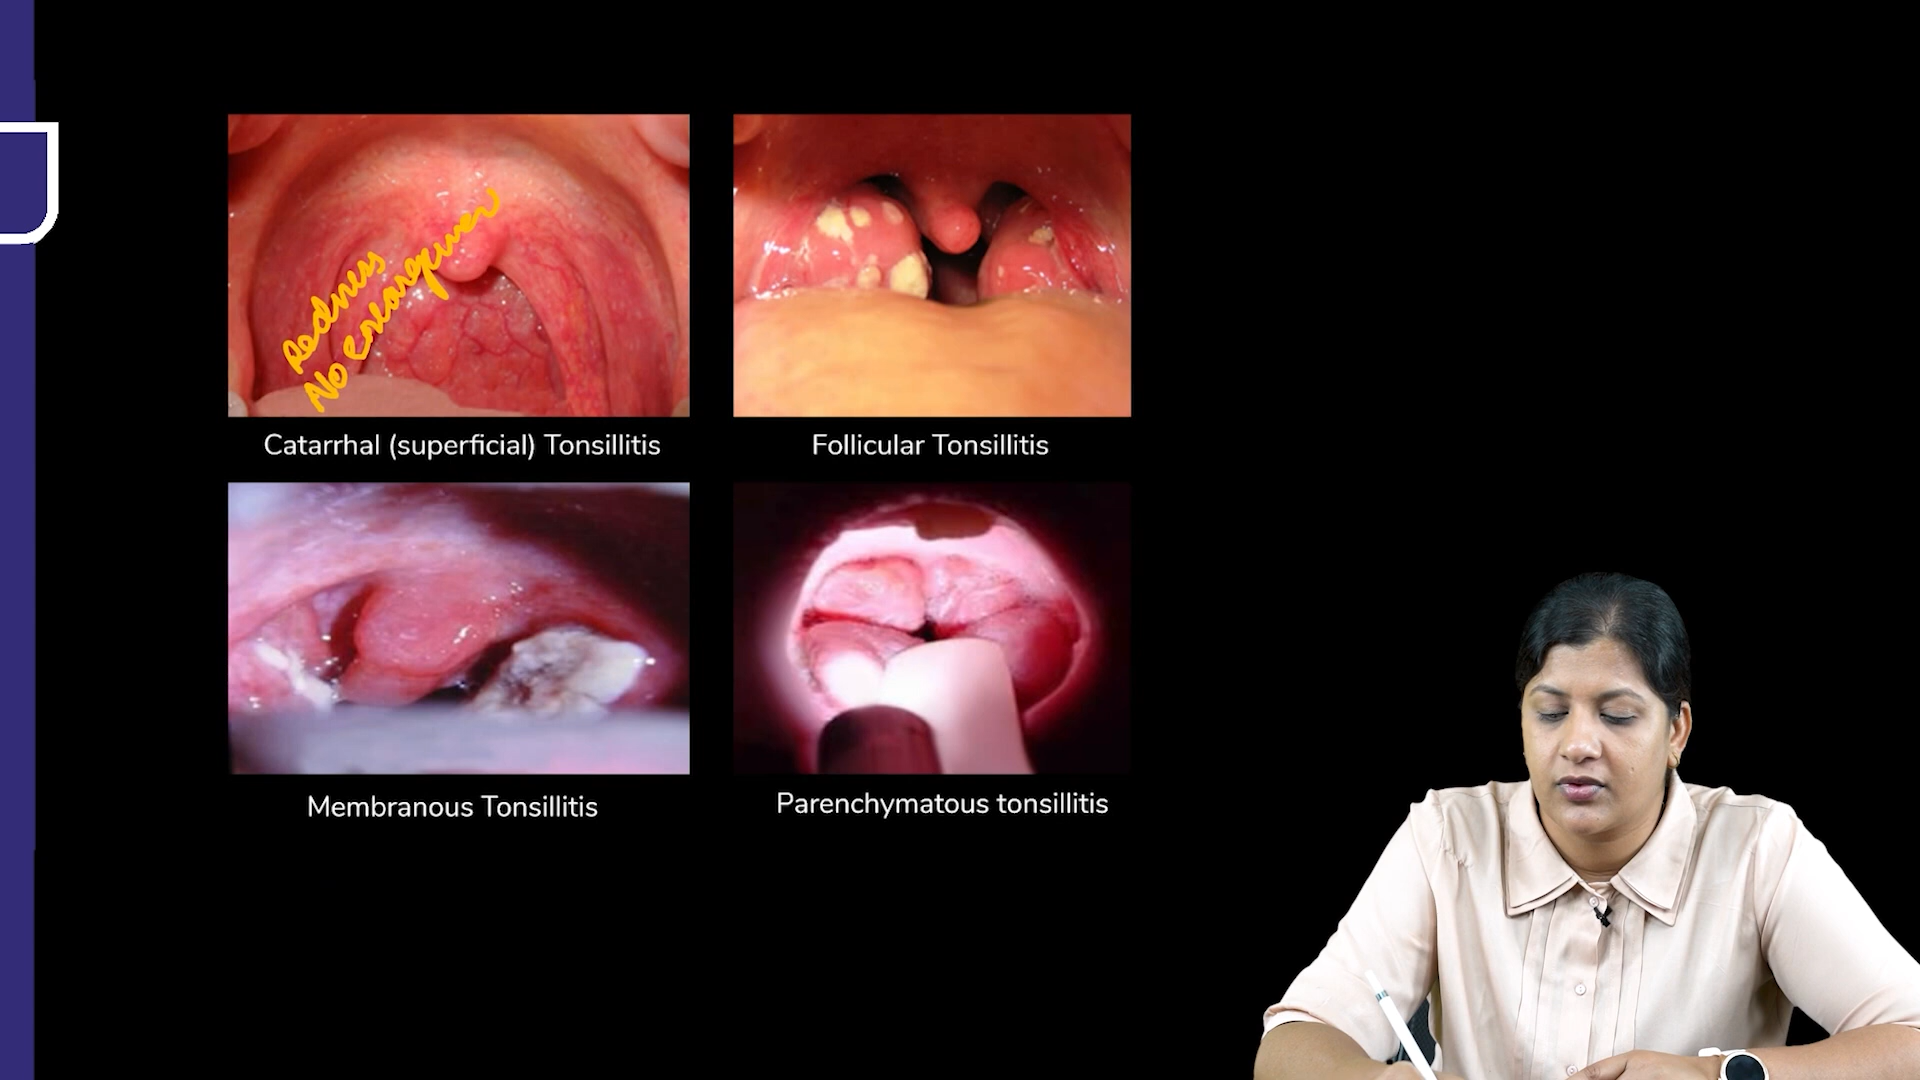 Redness
No enlargement
Catarrhal (superficial) Tonsillitis
Follicular Tonsillitis
Membranous Tonsillitis
Parenchymatous tonsillitis